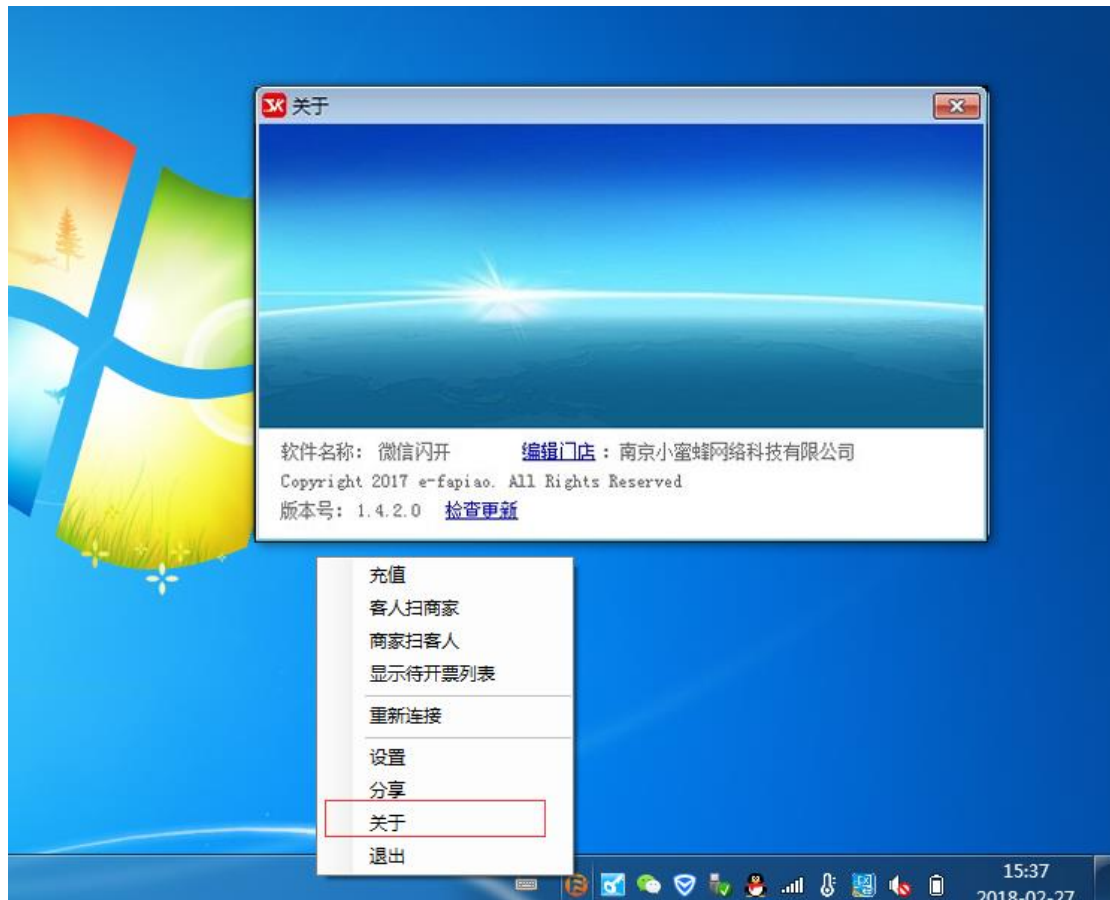 SK 关于
软件名称： 微信闪开 编辑门店：南京小蜜蜂网络科技有限公司
Copyright 2017 e-fapiao. All Rights Reserved
版本号：1.4.2.0 检查更新
充值
客人扫商家
商家扫客人
显示待开票列表
重新连接
设置
分享
关于
退出
15:37
2018-02-27